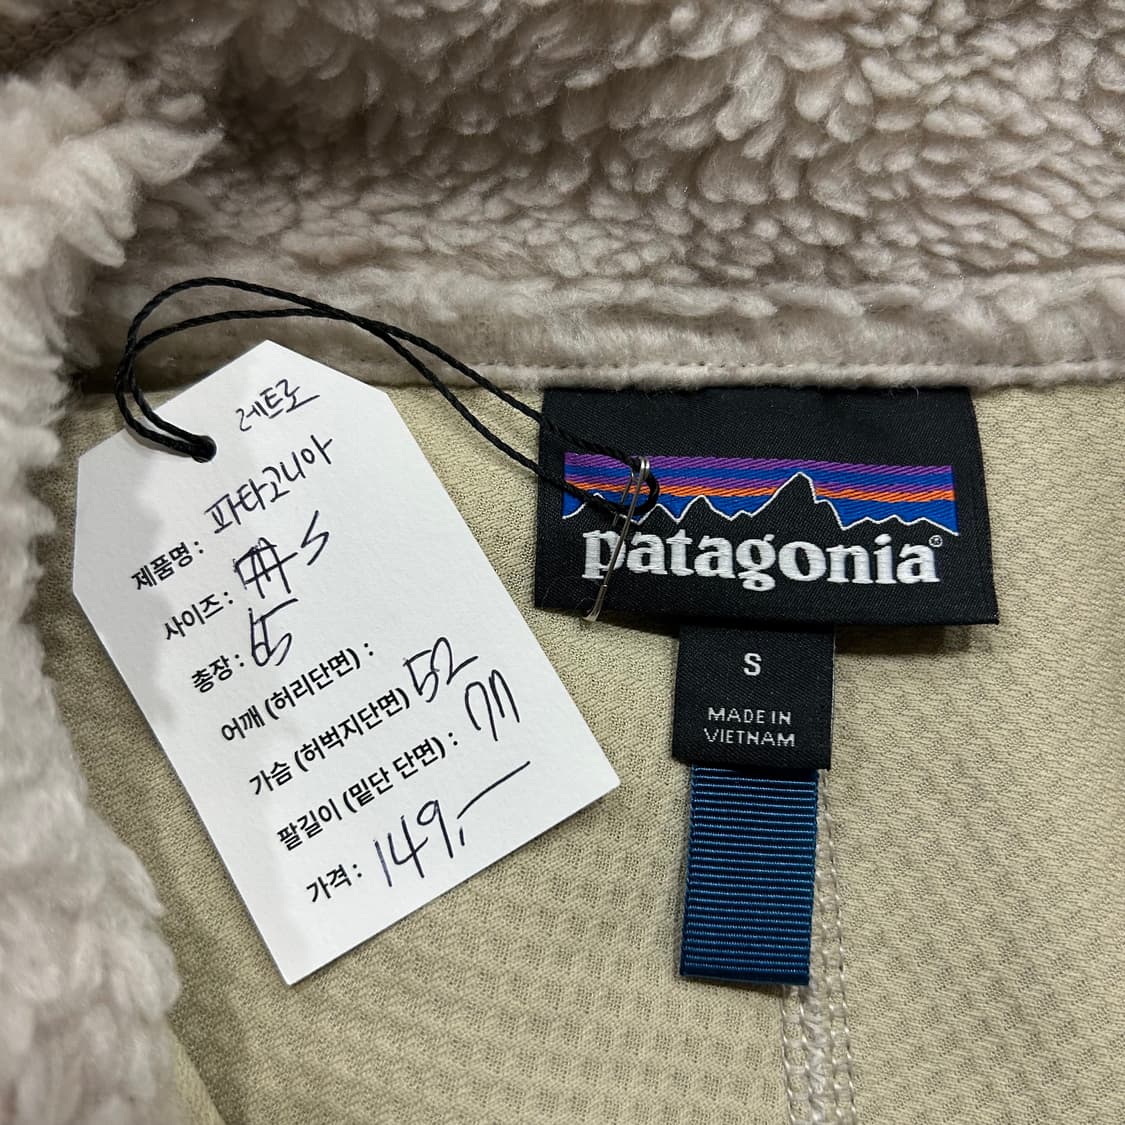 레트로
제품명 : 파타고니아
사이즈 : S
총장 : 65
어깨 (허리단면) :
가슴 (허벅지단면) 52
팔길이 (밑단 단면) : 77
가격 : 149,-
patagonia®
S
MADE IN
VIETNAM